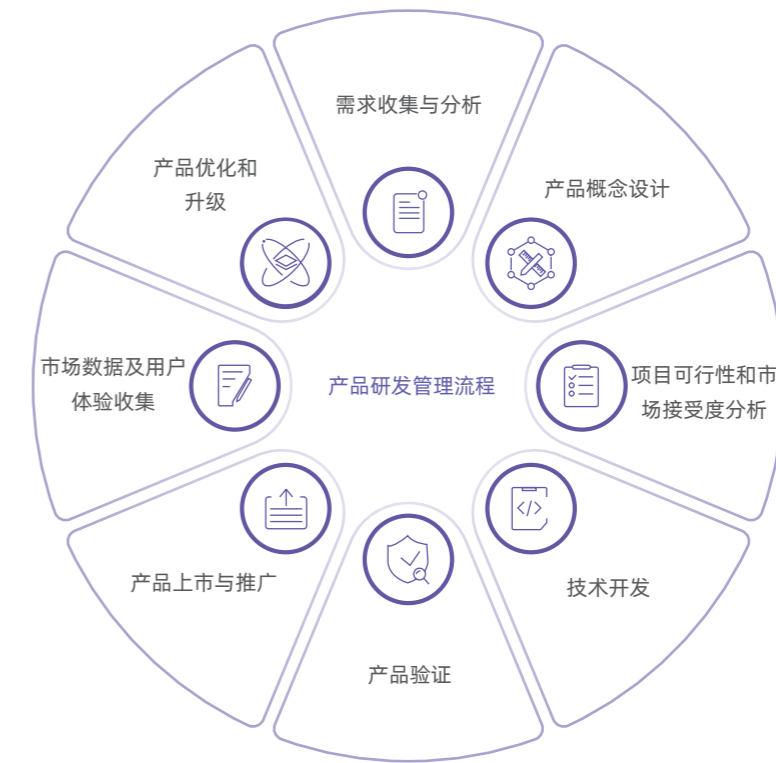 需求收集与分析
产品概念设计
项目可行性和市
场接受度分析
技术开发
产品验证
产品上市与推广
市场数据及用户
体验收集
产品优化和
升级
产品研发管理流程